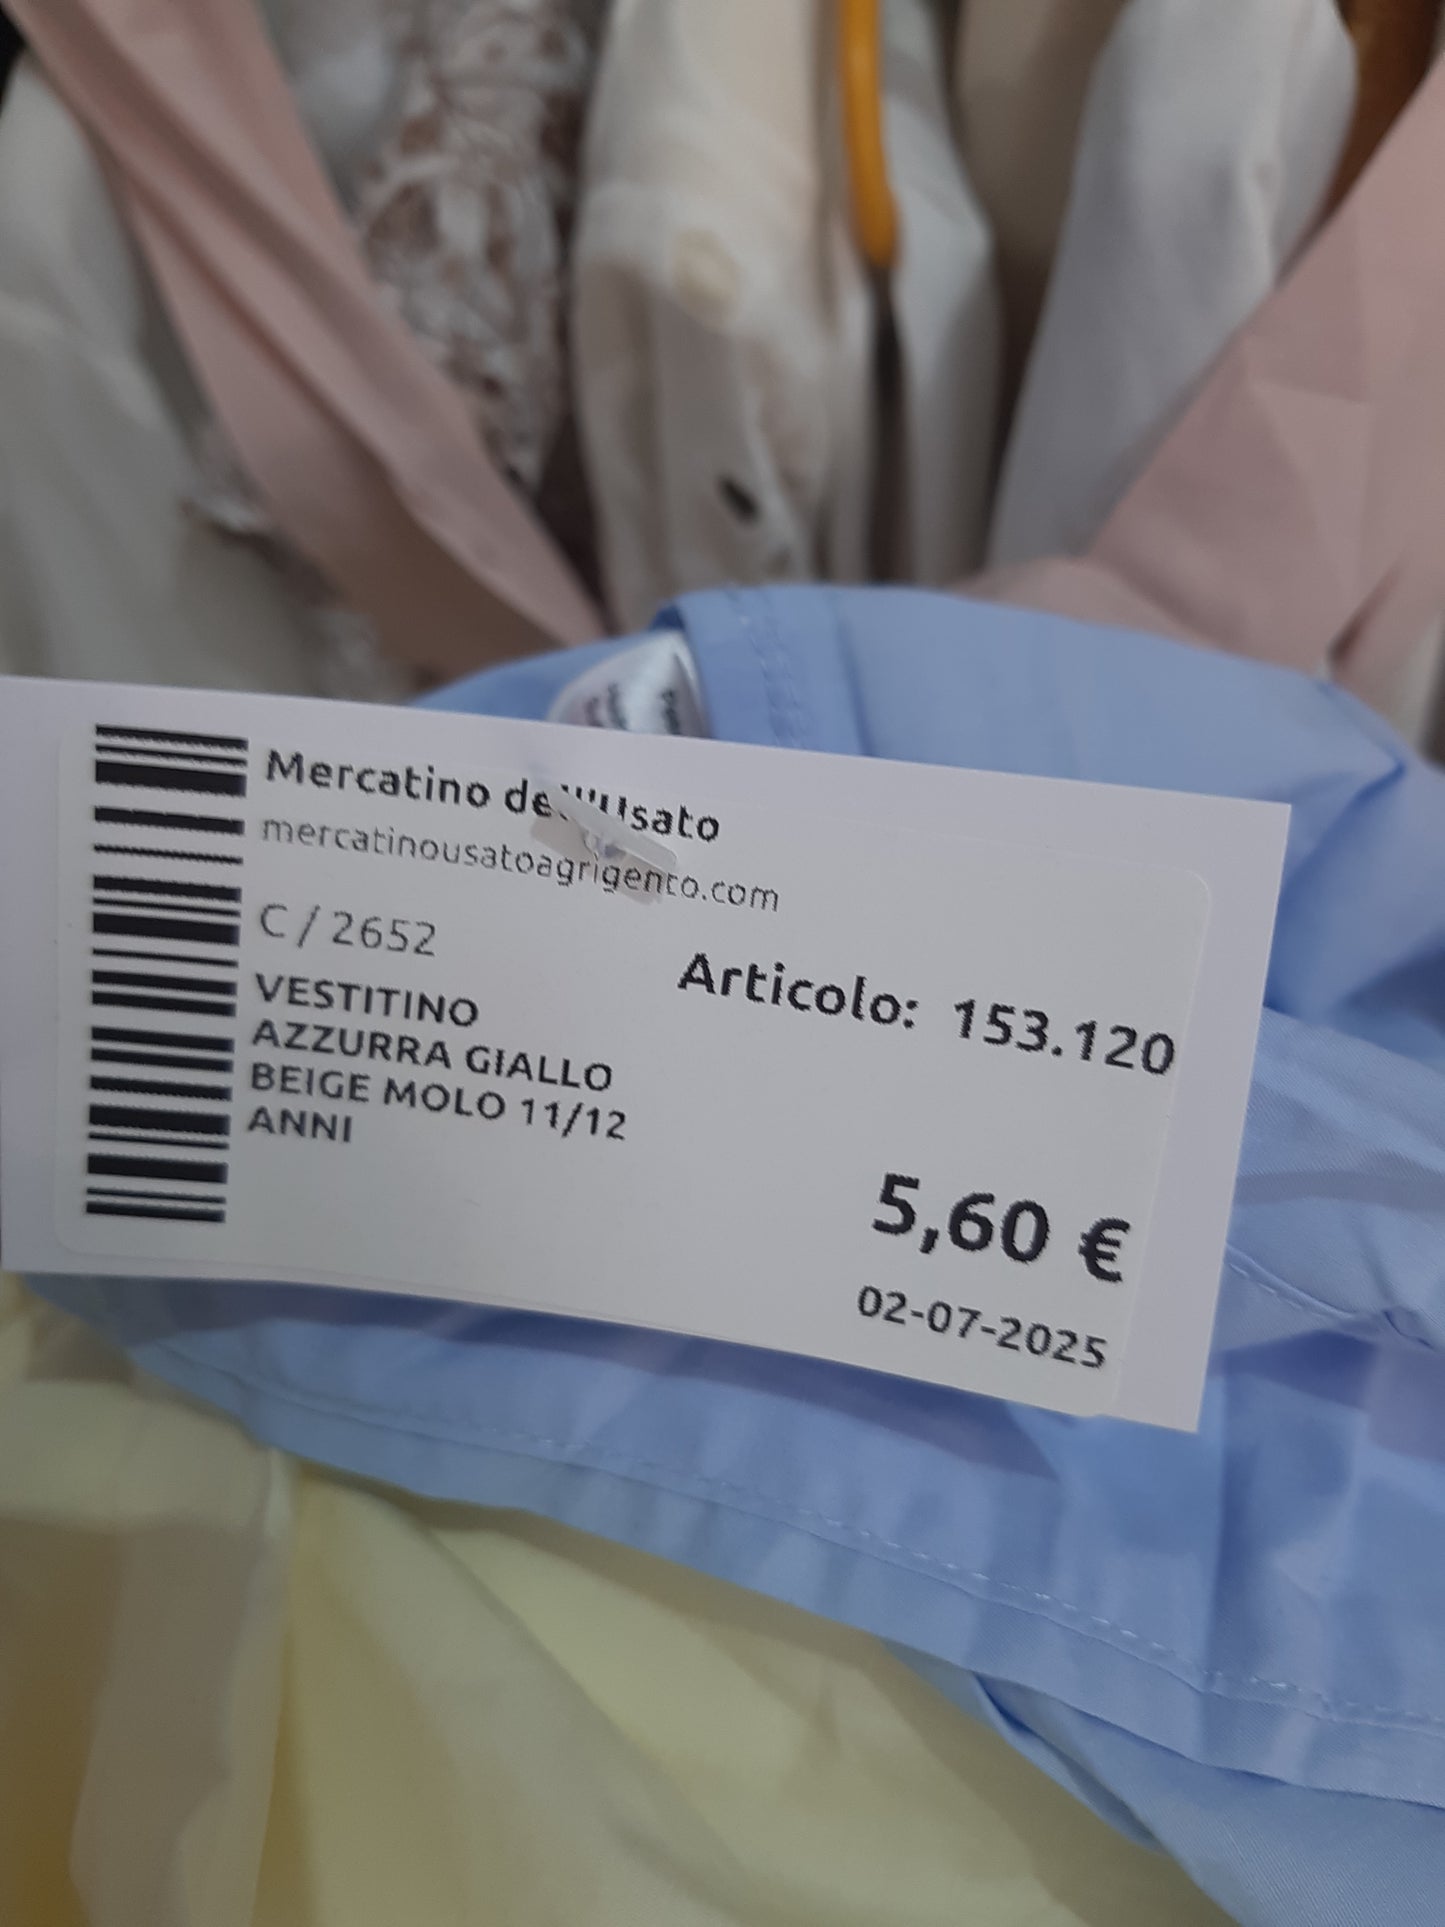 Mercatino dell'Usato
mercatinousatoagrigento.com
C / 2652
Articolo: 153.120
VESTITINO
AZZURRA GIALLO
BEIGE MOLO 11/12
ANNI
5,60 €
02-07-2025